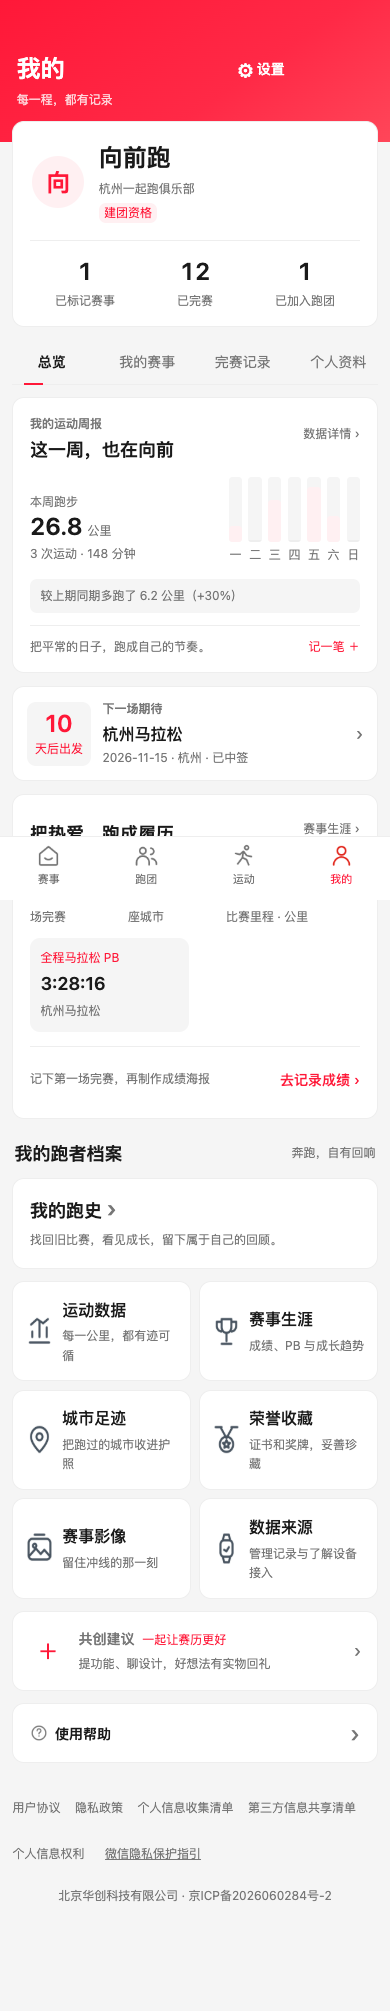 我的
设置
每一程，都有记录
向
向前跑
杭州一起跑俱乐部
建团资格
1
12
1
已标记赛事
已完赛
已加入跑团
总览
我的赛事
完赛记录
个人资料
我的运动周报
这一周，也在向前
数据详情 ›
本周跑步
26.8 公里
3 次运动 · 148 分钟
一 二 三 四 五 六 日
较上期同期多跑了 6.2 公里（+30%）
把平常的日子，跑成自己的节奏。
记一笔 +
10
天后出发
下一场期待
杭州马拉松
2026-11-15 · 杭州 · 已中签
›
把热爱，跑成履历
赛事生涯 ›
赛事
跑团
运动
我的
场完赛
座城市
比赛里程 · 公里
全程马拉松 PB
3:28:16
杭州马拉松
记下第一场完赛，再制作成绩海报
去记录成绩 ›
我的跑者档案
奔跑，自有回响
我的跑史 ›
找回旧比赛，看见成长，留下属于自己的回顾。
运动数据
每一公里，都有迹可
循
赛事生涯
成绩、PB 与成长趋势
城市足迹
把跑过的城市收进护
照
荣誉收藏
证书和奖牌，妥善珍
藏
赛事影像
留住冲线的那一刻
数据来源
管理记录与了解设备
接入
共创建议 一起让赛历更好
提功能、聊设计，好想法有实物回礼
›
使用帮助
›
用户协议
隐私政策
个人信息收集清单
第三方信息共享清单
个人信息权利
微信隐私保护指引
北京华创科技有限公司 · 京ICP备2026060284号-2